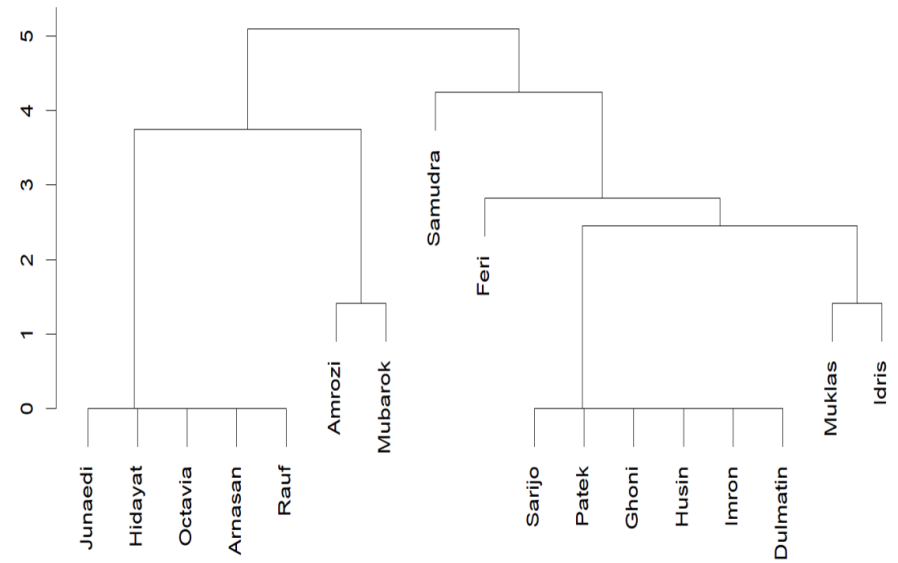 5
4
3
2
1
0
Junaedi
Hidayat
Octavia
Arnasan
Rauf
Amrozi
Mubarok
Samudra
Feri
Sarijo
Patek
Ghoni
Husin
Imron
Dulmatin
Muklas
Idris